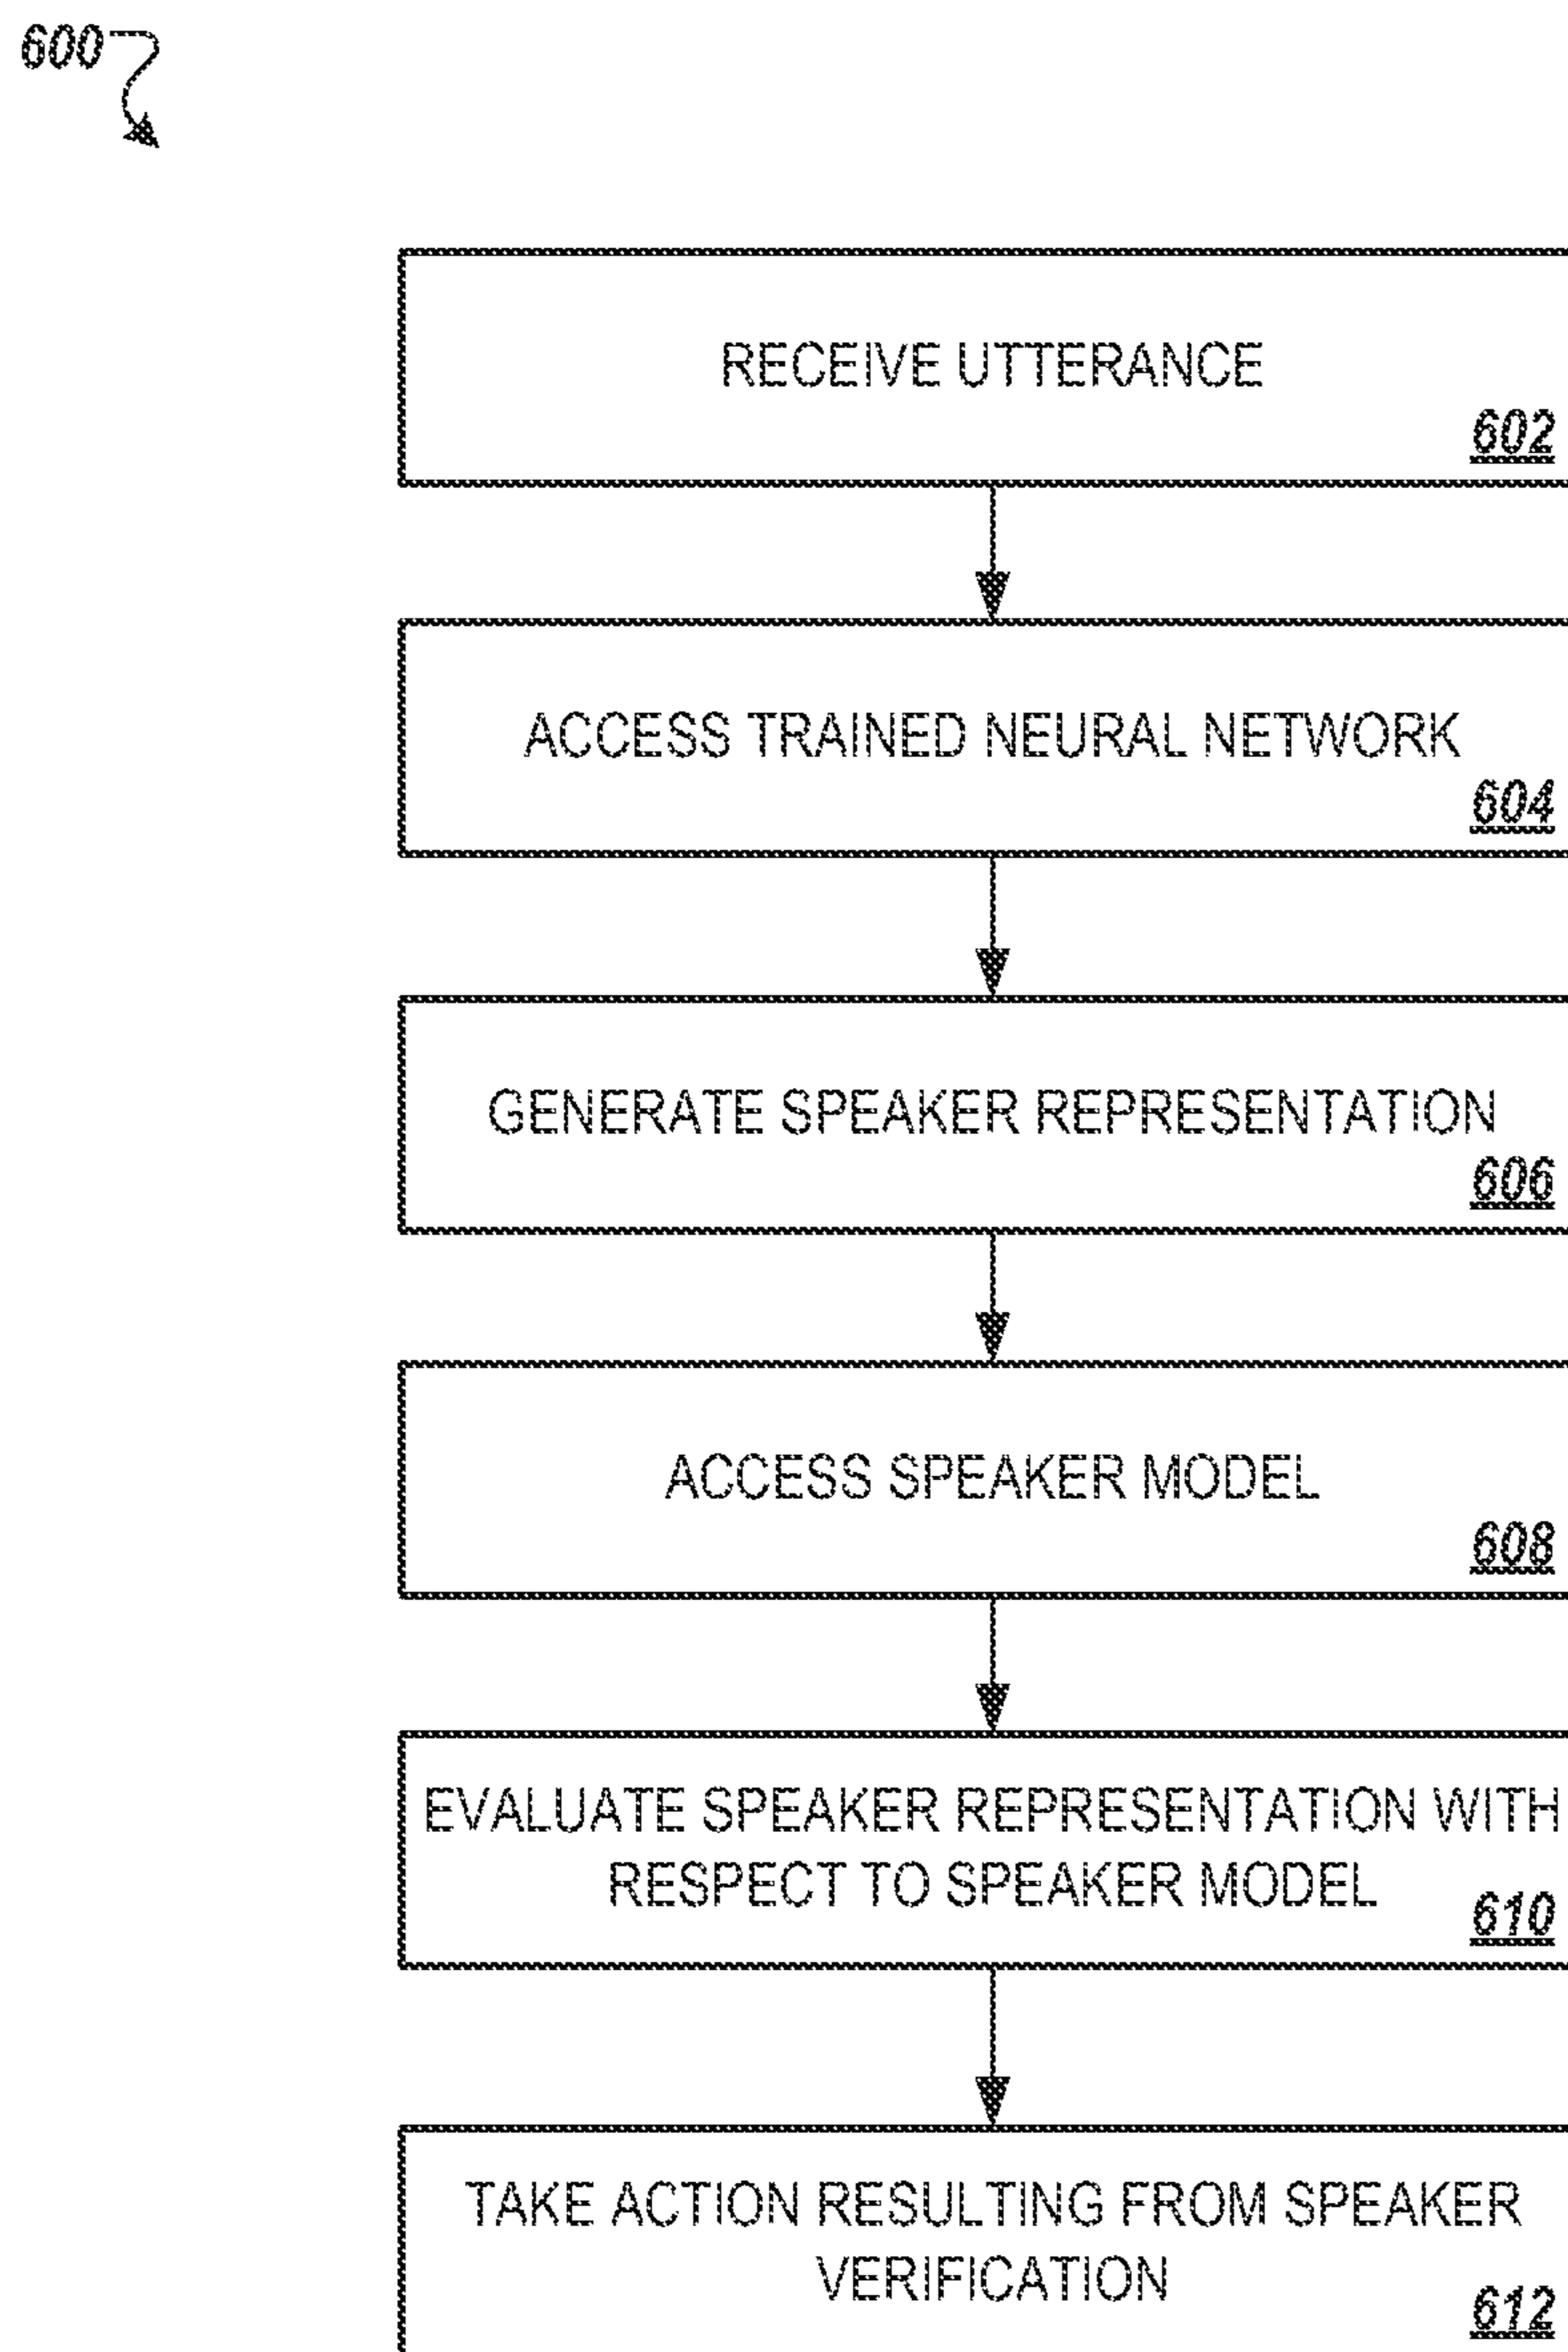 600
RECEIVE UTTERANCE
602
ACCESS TRAINED NEURAL NETWORK
604
GENERATE SPEAKER REPRESENTATION
606
ACCESS SPEAKER MODEL
608
EVALUATE SPEAKER REPRESENTATION WITH
RESPECT TO SPEAKER MODEL
610
TAKE ACTION RESULTING FROM SPEAKER
VERIFICATION
612